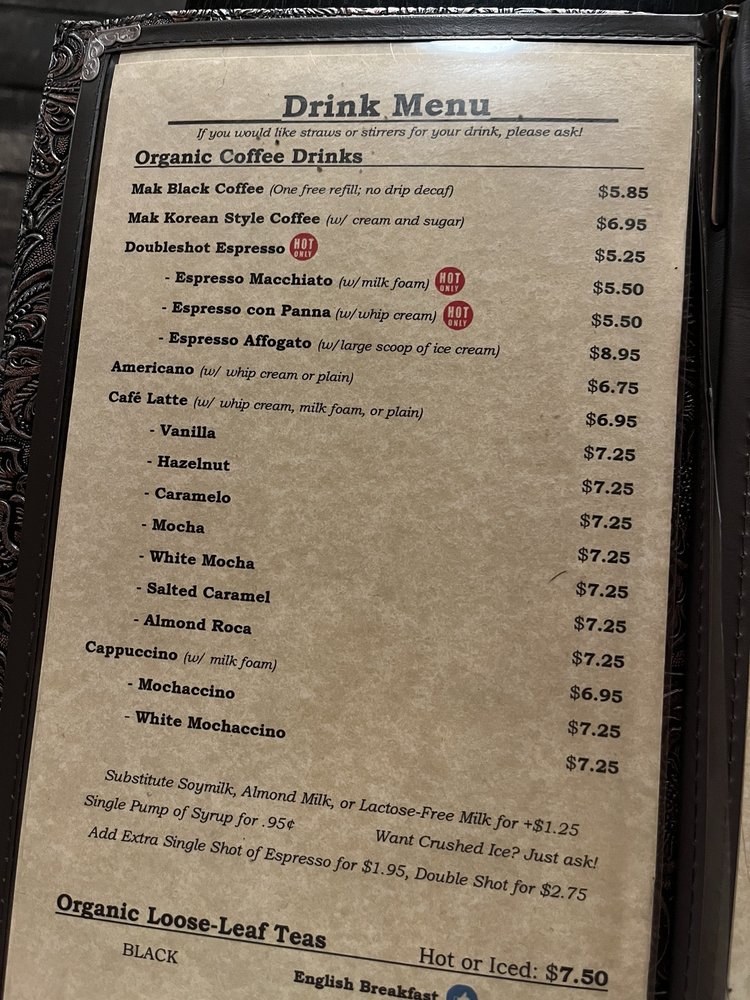 Drink Menu
If you would like straws or stirrers for your drink, please ask!
Organic Coffee Drinks
Mak Black Coffee (One free refill; no drip decaf) $5.85
Mak Korean Style Coffee (w/ cream and sugar) $6.95
Doubleshot Espresso HOT ONLY $5.25
- Espresso Macchiato (w/milk foam) HOT ONLY $5.50
- Espresso con Panna (w/whip cream) HOT ONLY $5.50
- Espresso Affogato (w/large scoop of ice cream) $8.95
Americano (w/ whip cream or plain) $6.75
Café Latte (w/ whip cream, milk foam, or plain) $6.95
- Vanilla $7.25
- Hazelnut $7.25
- Caramelo $7.25
- Mocha $7.25
- White Mocha $7.25
- Salted Caramel $7.25
- Almond Roca $7.25
Cappuccino (w/ milk foam) $6.95
- Mochaccino $7.25
- White Mochaccino $7.25
Substitute Soymilk, Almond Milk, or Lactose-Free Milk for +$1.25
Single Pump of Syrup for .95¢ Want Crushed Ice? Just ask!
Add Extra Single Shot of Espresso for $1.95, Double Shot for $2.75
Organic Loose-Leaf Teas Hot or Iced: $7.50
BLACK
English Breakfast